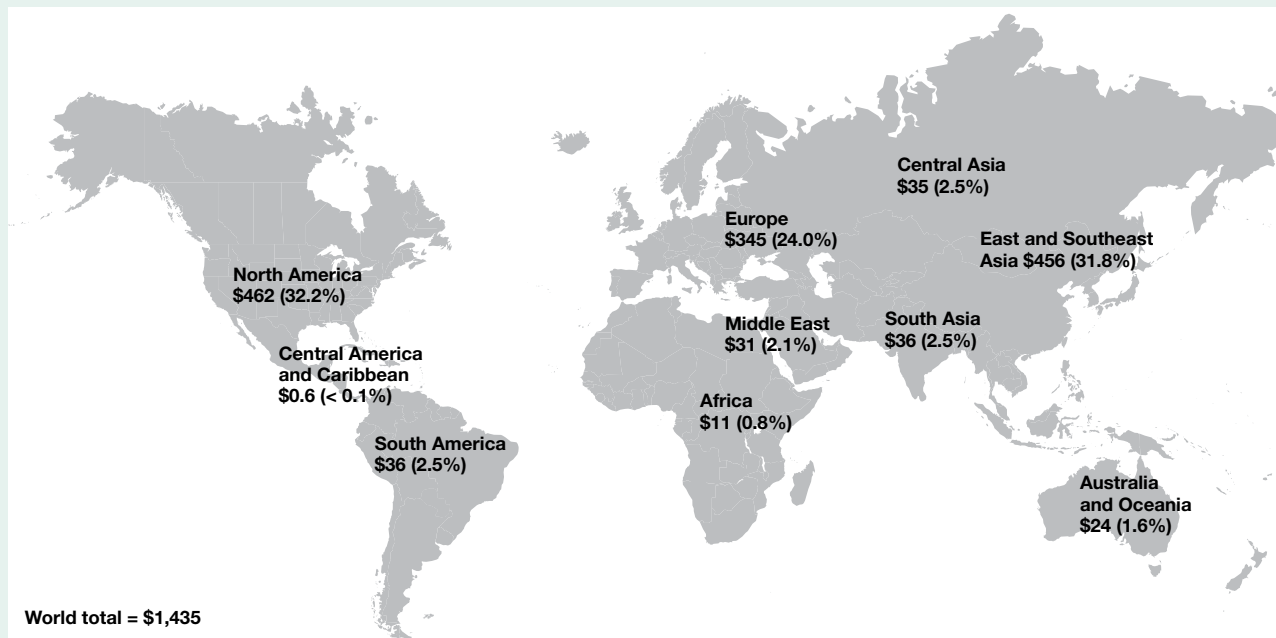 Central Asia
$35 (2.5%)
Europe
$345 (24.0%)
East and Southeast
Asia $456 (31.8%)
North America
$462 (32.2%)
Middle East
$31 (2.1%)
South Asia
$36 (2.5%)
Central America
and Caribbean
$0.6 (< 0.1%)
Africa
$11 (0.8%)
South America
$36 (2.5%)
Australia
and Oceania
$24 (1.6%)
World total = $1,435